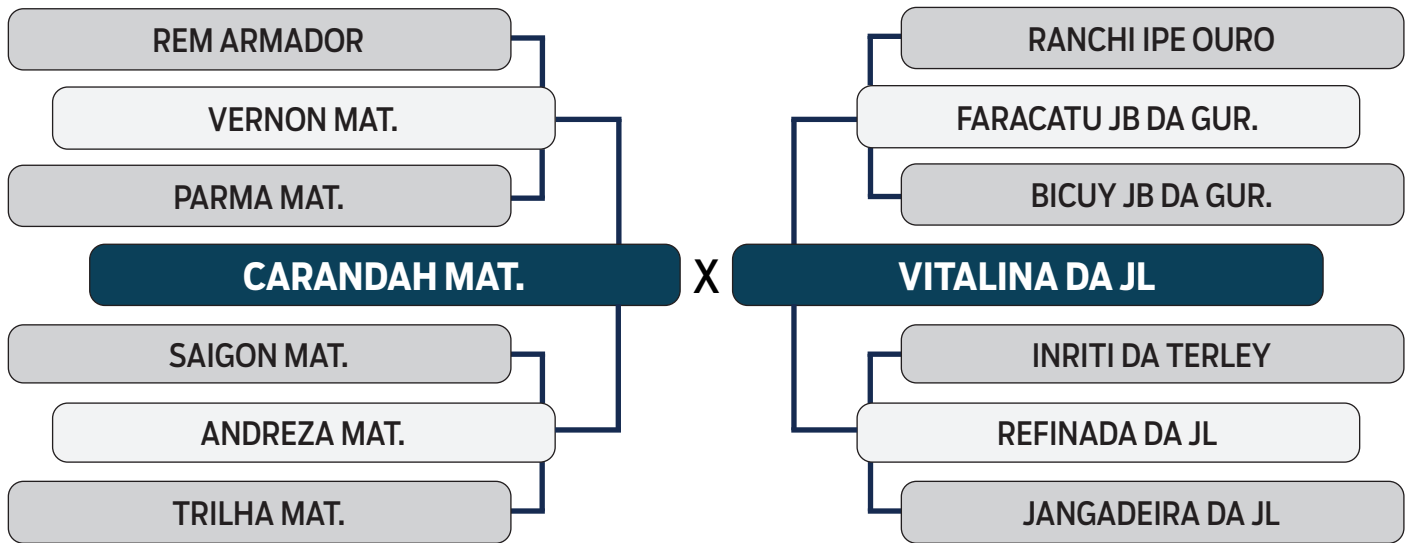 REM ARMADOR
VERNON MAT.
PARMA MAT.
CARANDAH MAT.
SAIGON MAT.
ANDREZA MAT.
TRILHA MAT.
X
RANCHI IPE OURO
FARACATU JB DA GUR.
BICUY JB DA GUR.
VITALINA DA JL
INRITI DA TERLEY
REFINADA DA JL
JANGADEIRA DA JL